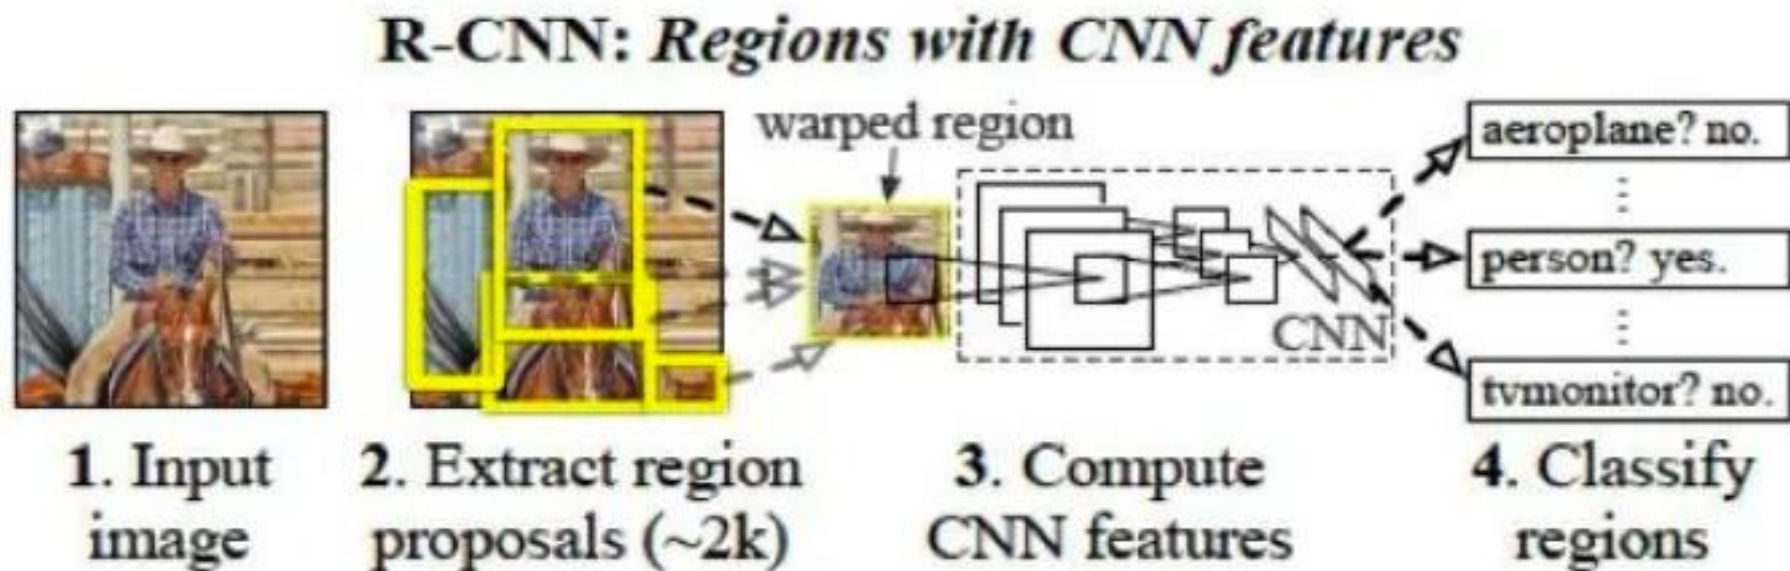 R-CNN: Regions with CNN features
warped region
aeroplane? no.
⋮
person? yes.
⋮
tvmonitor? no.
CNN
1. Input
image
2. Extract region
proposals (~2k)
3. Compute
CNN features
4. Classify
regions